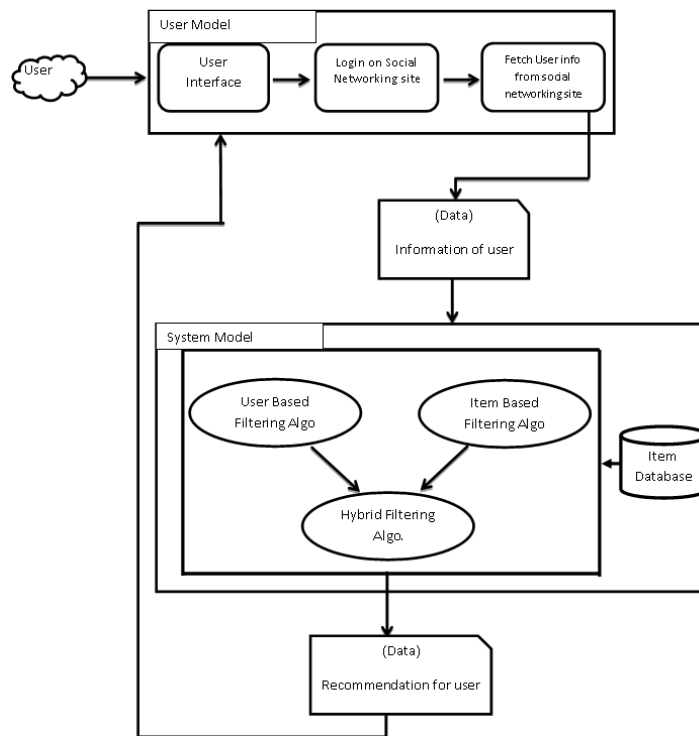 User Model
User
User
Interface
Login on Social
Networking site
Fetch User info
from social
networking site
(Data)
Information of user
System Model
User Based
Filtering Algo
Item Based
Filtering Algo
Item
Database
Hybrid Filtering
Algo.
(Data)
Recommendation for user